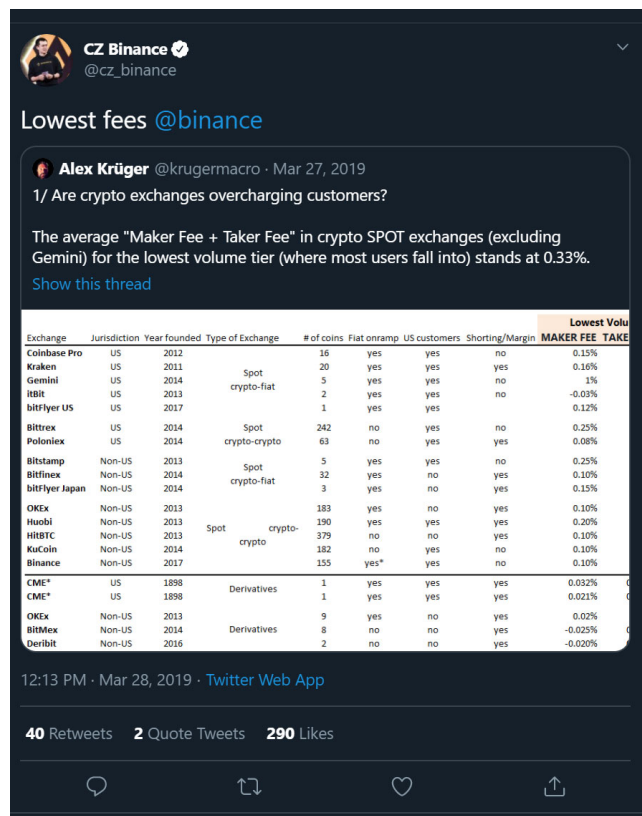 CZ Binance
@cz_binance
Lowest fees @binance
Alex Krüger @krugermacro · Mar 27, 2019
1/ Are crypto exchanges overcharging customers?
The average "Maker Fee + Taker Fee" in crypto SPOT exchanges (excluding
Gemini) for the lowest volume tier (where most users fall into) stands at 0.33%.
Show this thread
Lowest Volu
Exchange Jurisdiction Year founded Type of Exchange # of coins Fiat onramp US customers Shorting/Margin MAKER FEE TAKE
Coinbase Pro US 2012 16 yes yes no 0.15%
Kraken US 2011 20 yes yes yes 0.16%
Spot
Gemini US 2014 5 yes yes no 1%
crypto-fiat
itBit US 2013 2 yes yes no -0.03%
bitFlyer US US 2017 1 yes yes 0.12%
Bittrex US 2014 Spot 242 no yes no 0.25%
Poloniex US 2014 crypto-crypto 63 no yes yes 0.08%
Bitstamp Non-US 2013 5 yes yes no 0.25%
Spot
Bitfinex Non-US 2014 32 yes no yes 0.10%
crypto-fiat
bitFlyer Japan Non-US 2014 3 yes no yes 0.15%
OKEx Non-US 2013 183 yes no yes 0.10%
Huobi Non-US 2013 190 yes yes yes 0.20%
Spot crypto-
HitBTC Non-US 2013 379 no no yes 0.10%
crypto
KuCoin Non-US 2014 182 no yes no 0.10%
Binance Non-US 2017 155 yes* yes no 0.10%
CME* US 1898 1 yes yes yes 0.032%
Derivatives
CME* US 1898 1 yes yes yes 0.021%
OKEx Non-US 2013 9 yes no yes 0.02%
BitMex Non-US 2014 Derivatives 8 no no yes -0.025%
Deribit Non-US 2016 2 no no yes -0.020%
12:13 PM · Mar 28, 2019 · Twitter Web App
40 Retweets 2 Quote Tweets 290 Likes